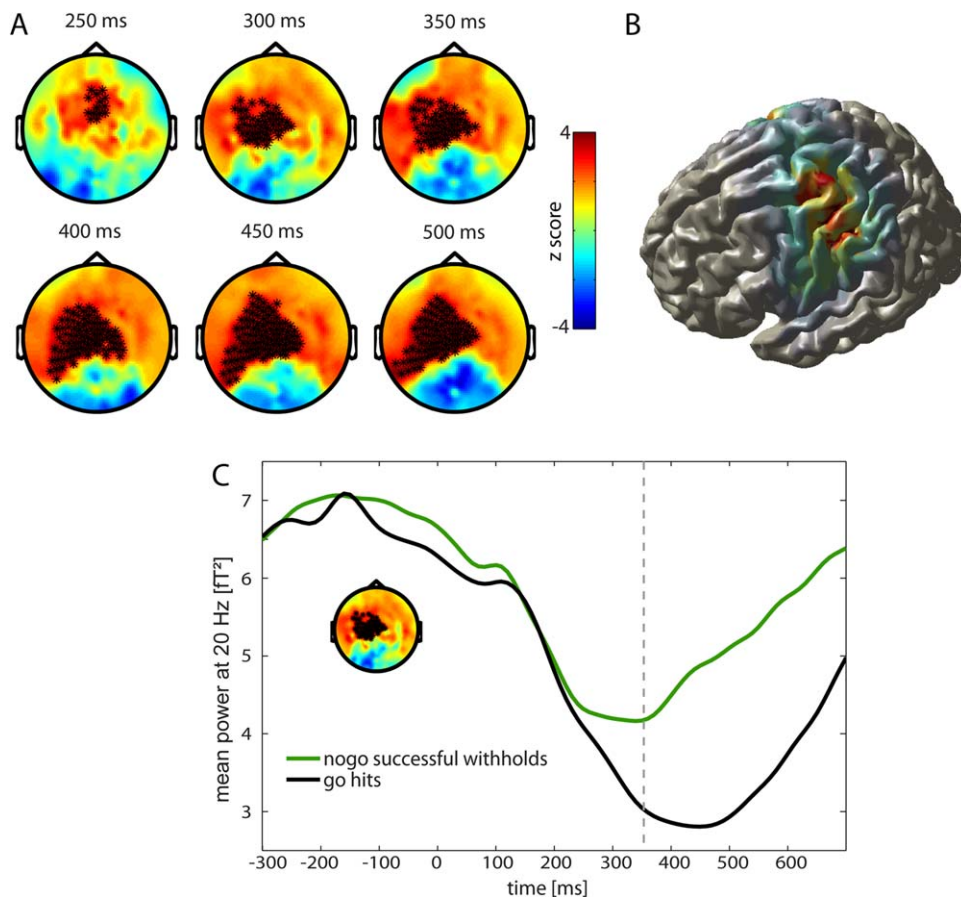 A
250 ms
300 ms
350 ms
B
4
z score
-4
400 ms
450 ms
500 ms
C
mean power at 20 Hz [fT²]
7
6
5
4
3
nogo successful withholds
go hits
-300 -200 -100 0 100 200 300 400 500 600
time [ms]